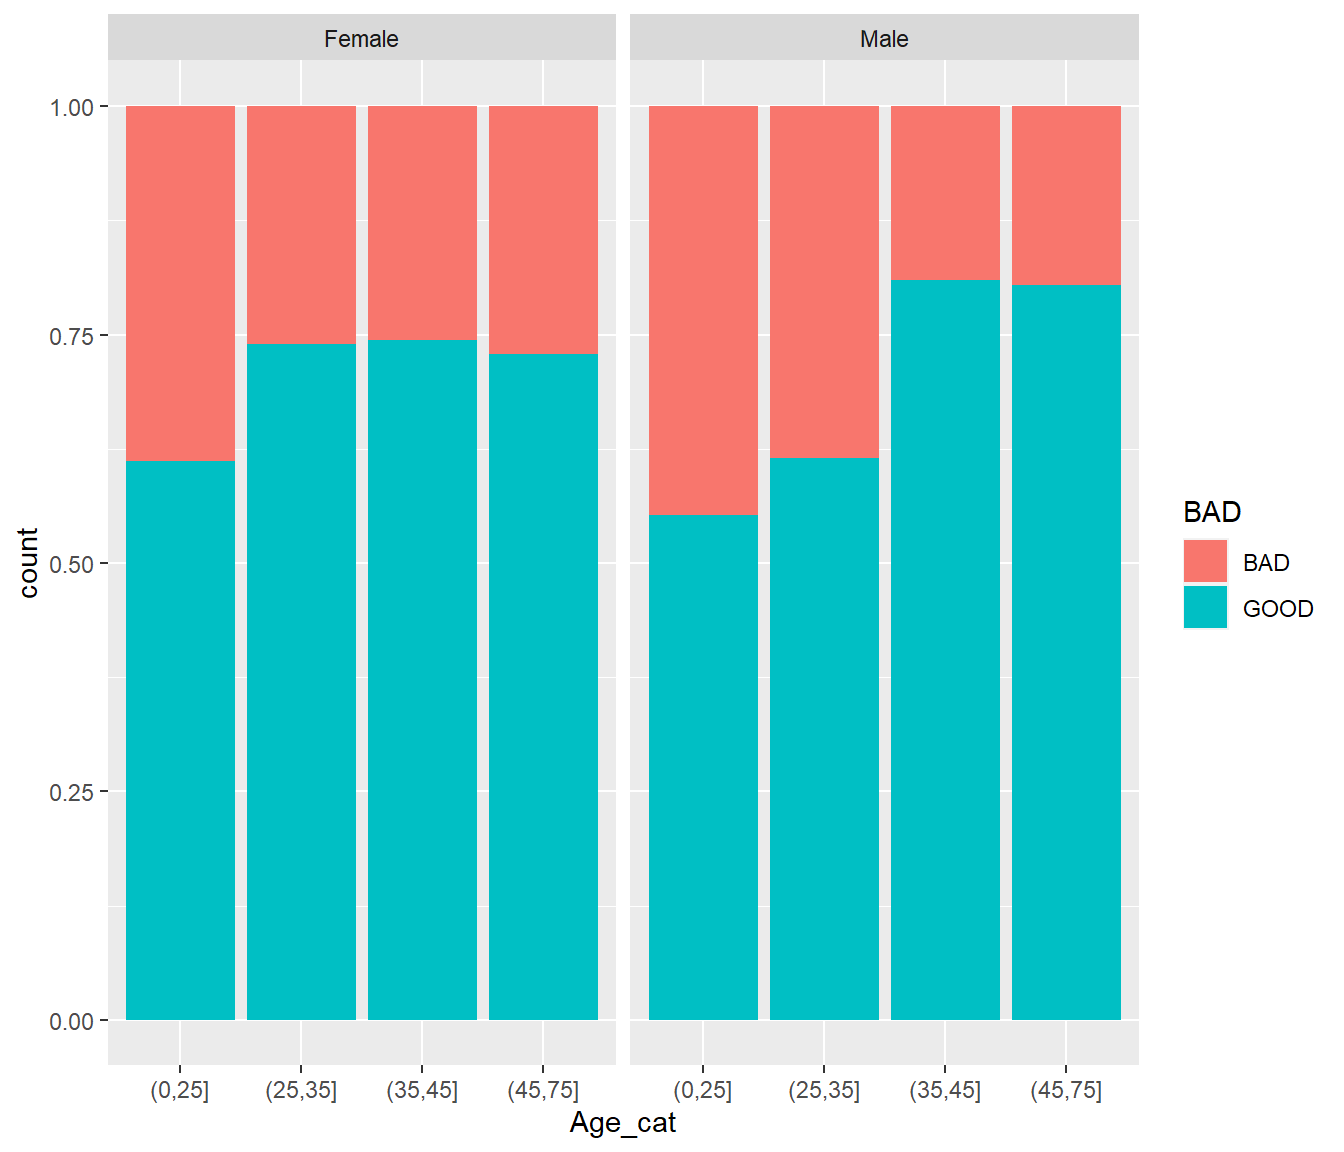 Female Male
1.00
0.75
0.50
0.25
0.00
count
(0,25] (25,35] (35,45] (45,75] (0,25] (25,35] (35,45] (45,75]
Age_cat
BAD
BAD
GOOD